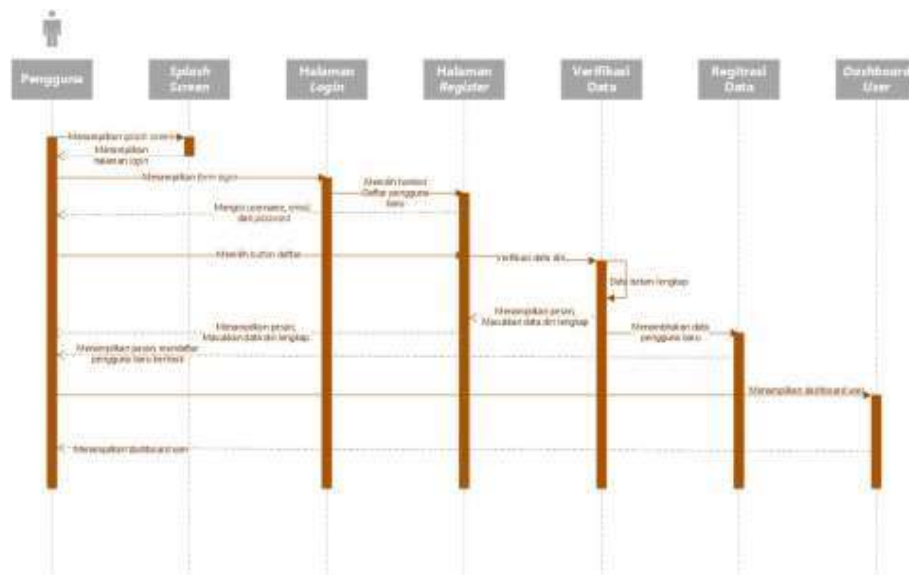 Pengguna
Splash
Screen
Halaman
Login
Halaman
Register
Verifikasi
Data
Regitrasi
Data
Dashboard
User
Menampilkan splash screen
Menampilkan
halaman login
Menampilkan form login
Memilih tombol
Daftar pengguna
baru
Mengisi username, email,
dan password
Memilih button daftar
Verifikasi data diri
Data belum lengkap
Menampilkan pesan,
Masukkan data diri lengkap
Menampilkan pesan,
Masukkan data diri lengkap
Menambahkan data
pengguna baru
Menampilkan pesan, mendaftar
pengguna baru berhasil
Menampilkan dashboard user
Menampilkan dashboard user